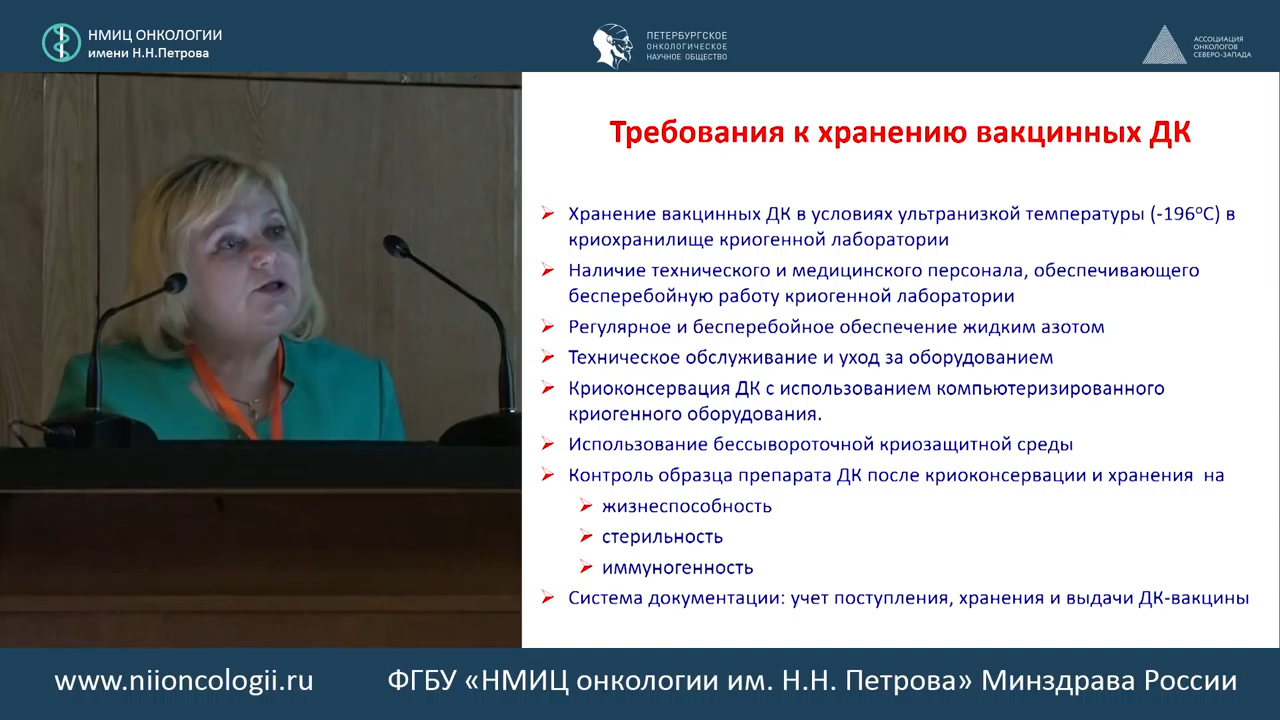 НМИЦ ОНКОЛОГИИ
имени Н.Н.Петрова
ПЕТЕРБУРГСКОЕ
ОНКОЛОГИЧЕСКОЕ
НАУЧНОЕ ОБЩЕСТВО
АССОЦИАЦИЯ
ОНКОЛОГОВ
СЕВЕРО-ЗАПАДА
Требования к хранению вакцинных ДК
Хранение вакцинных ДК в условиях ультранизкой температуры (-196ºС) в
криохранилище криогенной лаборатории
Наличие технического и медицинского персонала, обеспечивающего
бесперебойную работу криогенной лаборатории
Регулярное и бесперебойное обеспечение жидким азотом
Техническое обслуживание и уход за оборудованием
Криоконсервация ДК с использованием компьютеризированного
криогенного оборудования.
Использование бессывороточной криозащитной среды
Контроль образца препарата ДК после криоконсервации и хранения на
жизнеспособность
стерильность
иммуногенность
Система документации: учет поступления, хранения и выдачи ДК-вакцины
www.niioncologii.ru
ФГБУ «НМИЦ онкологии им. Н.Н. Петрова» Минздрава России